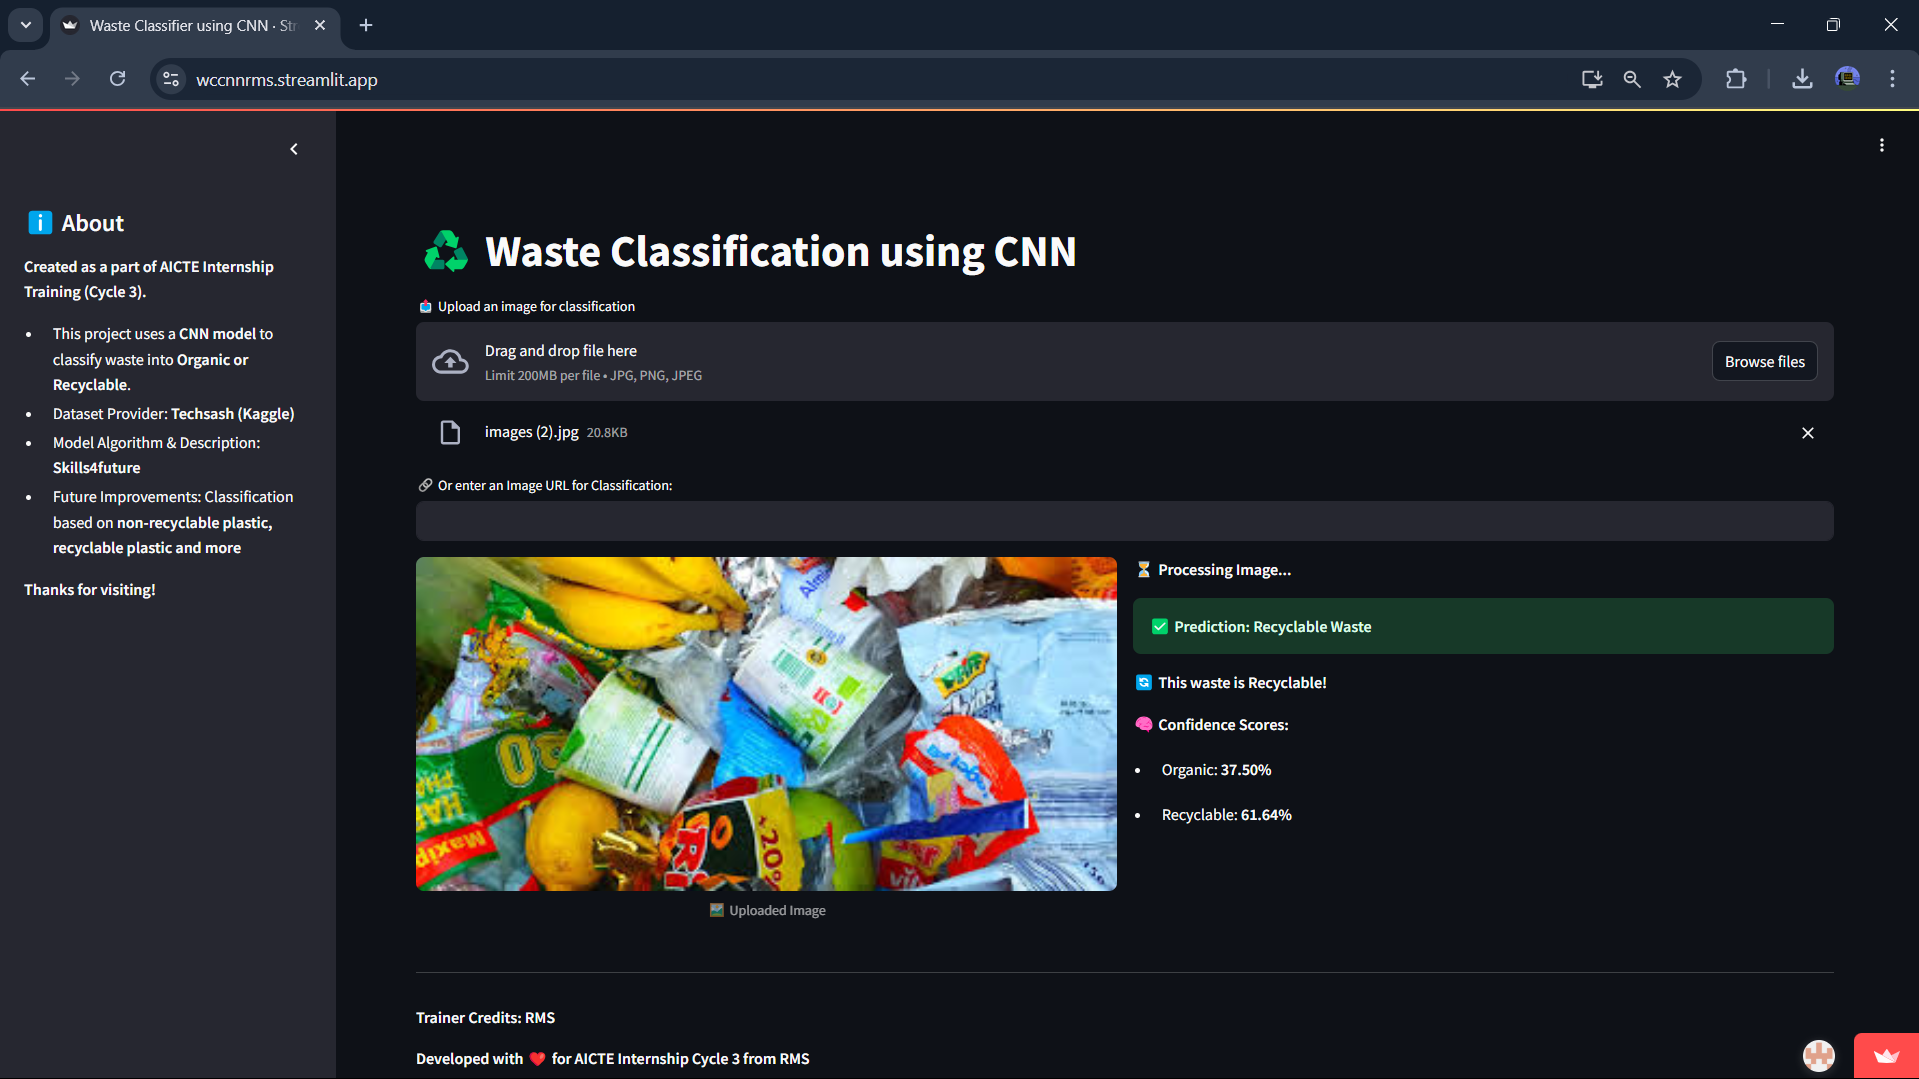 Waste Classifier using CNN · Str
wccnnrms.streamlit.app
About
Created as a part of AICTE Internship
Training (Cycle 3).
This project uses a CNN model to
classify waste into Organic or
Recyclable.
Dataset Provider: Techsash (Kaggle)
Model Algorithm & Description:
Skills4future
Future Improvements: Classification
based on non-recyclable plastic,
recyclable plastic and more
Thanks for visiting!
Waste Classification using CNN
Upload an image for classification
Drag and drop file here
Limit 200MB per file • JPG, PNG, JPEG
Browse files
images (2).jpg 20.8KB
Or enter an Image URL for Classification:
Processing Image...
Prediction: Recyclable Waste
This waste is Recyclable!
Confidence Scores:
Organic: 37.50%
Recyclable: 61.64%
x20%
Uploaded Image
Trainer Credits: RMS
Developed with ❤️ for AICTE Internship Cycle 3 from RMS